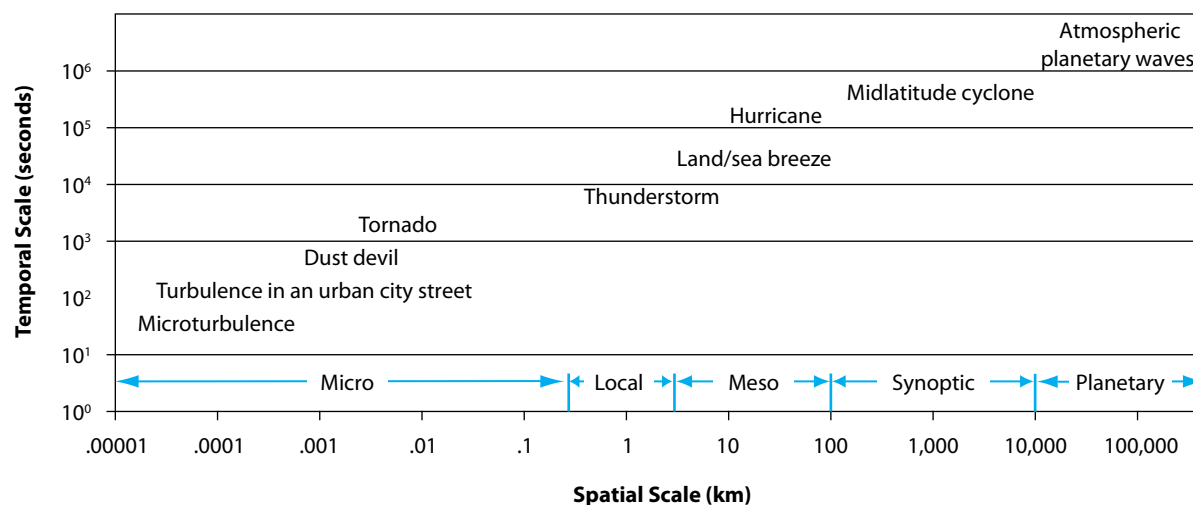 Atmospheric
planetary waves
Midlatitude cyclone
Hurricane
Land/sea breeze
Thunderstorm
Tornado
Dust devil
Turbulence in an urban city street
Microturbulence
Temporal Scale (seconds)
10⁶
10⁵
10⁴
10³
10²
10¹
10⁰
Micro Local Meso Synoptic Planetary
.00001 .0001 .001 .01 .1 1 10 100 1,000 10,000 100,000
Spatial Scale (km)